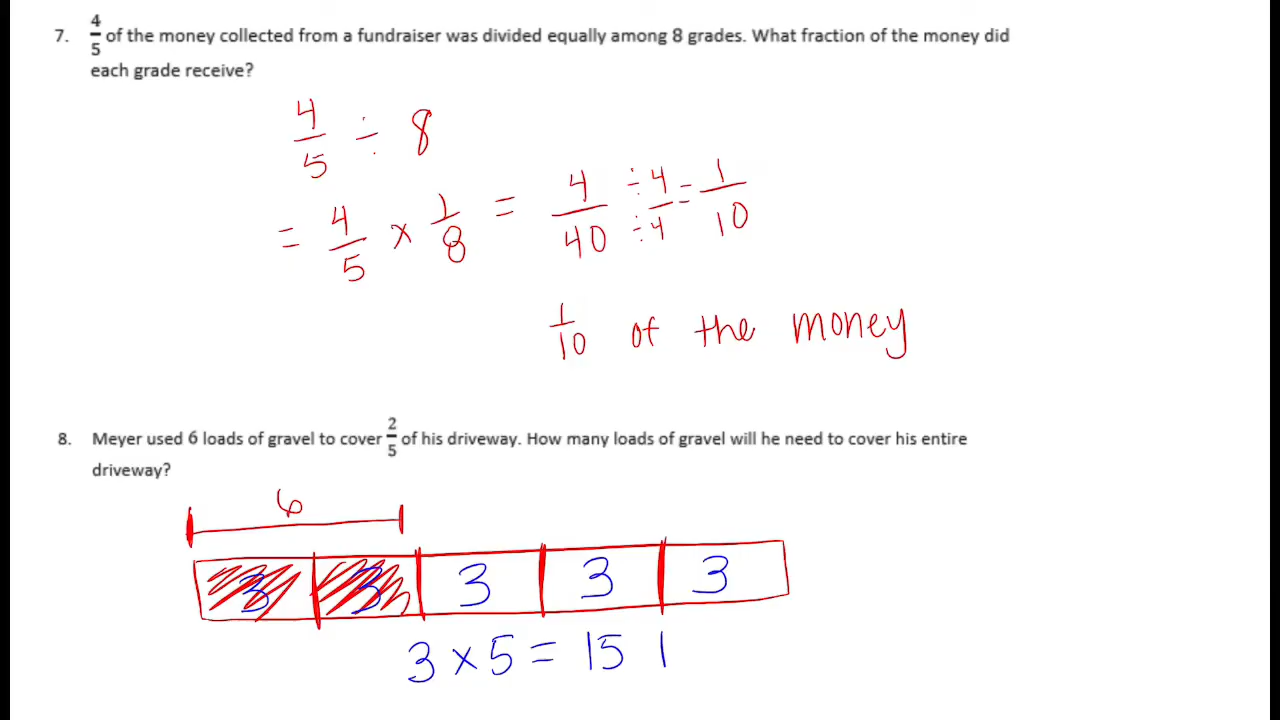 7. 4/5 of the money collected from a fundraiser was divided equally among 8 grades. What fraction of the money did
each grade receive?
4/5 ÷ 8
= 4/5 × 1/8 = 4/40 ÷4/÷4 = 1/10
1/10 of the money
8. Meyer used 6 loads of gravel to cover 2/5 of his driveway. How many loads of gravel will he need to cover his entire
driveway?
6
3 3 3 3 3
3 × 5 = 15 l